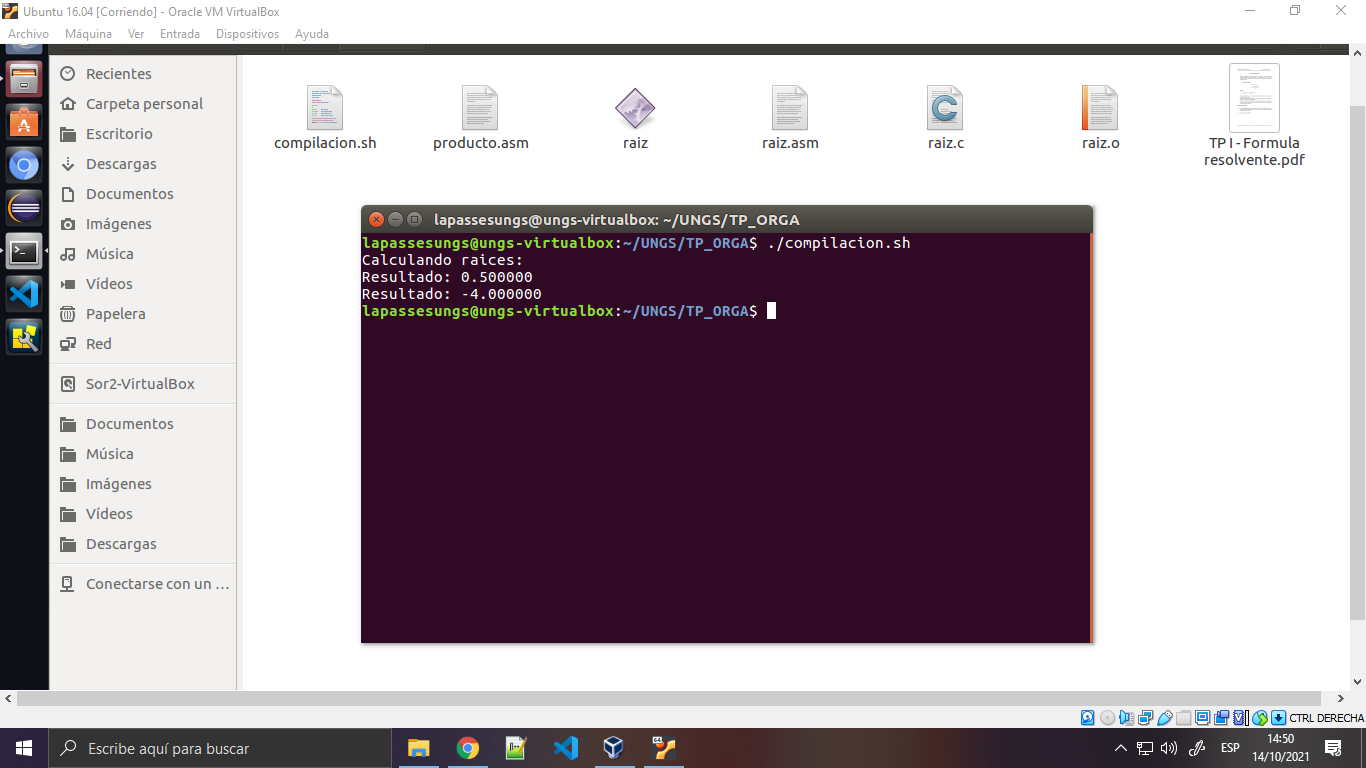 Ubuntu 16.04 [Corriendo] - Oracle VM VirtualBox
Archivo Máquina Ver Entrada Dispositivos Ayuda
Recientes
Carpeta personal
Escritorio
Descargas
Documentos
Imágenes
Música
Vídeos
Papelera
Red
Sor2-VirtualBox
Documentos
Música
Imágenes
Vídeos
Descargas
Conectarse con un ...
compilacion.sh
producto.asm
raiz
raiz.asm
raiz.c
raiz.o
TP I - Formula
resolvente.pdf
lapassesungs@ungs-virtualbox: ~/UNGS/TP_ORGA
lapassesungs@ungs-virtualbox:~/UNGS/TP_ORGA$ ./compilacion.sh
Calculando raices:
Resultado: 0.500000
Resultado: -4.000000
lapassesungs@ungs-virtualbox:~/UNGS/TP_ORGA$
CTRL DERECHA
Escribe aquí para buscar
ESP
14:50
14/10/2021